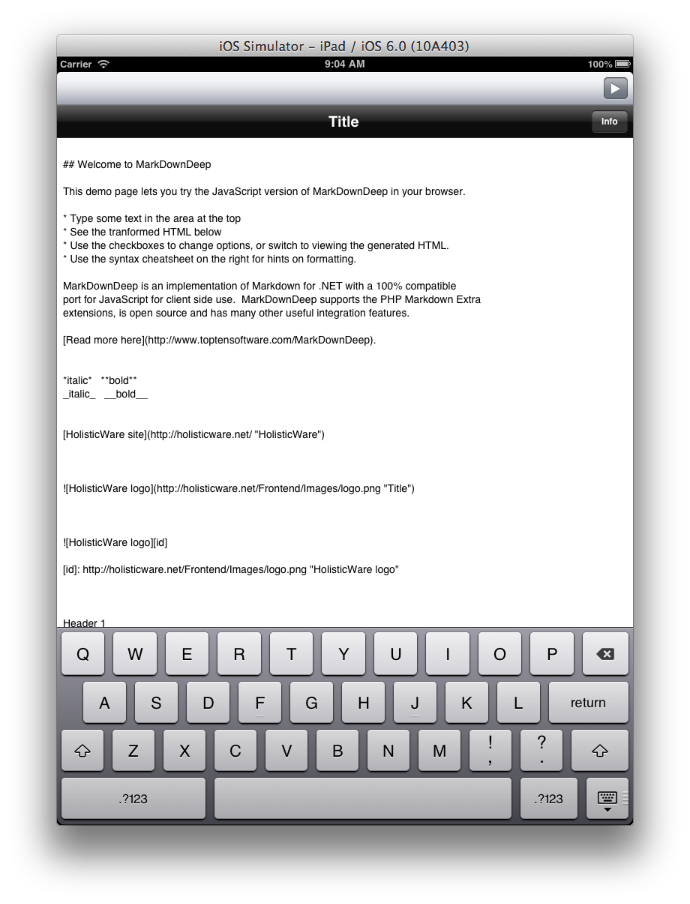 iOS Simulator – iPad / iOS 6.0 (10A403)
Carrier 9:04 AM 100%
Title Info
## Welcome to MarkDownDeep
This demo page lets you try the JavaScript version of MarkDownDeep in your browser.
* Type some text in the area at the top
* See the tranformed HTML below
* Use the checkboxes to change options, or switch to viewing the generated HTML.
* Use the syntax cheatsheet on the right for hints on formatting.
MarkDownDeep is an implementation of Markdown for .NET with a 100% compatible
port for JavaScript for client side use.  MarkDownDeep supports the PHP Markdown Extra
extensions, is open source and has many other useful integration features.
[Read more here](http://www.toptensoftware.com/MarkDownDeep).
*italic*   **bold**
_italic_   __bold__
[HolisticWare site](http://holisticware.net/ "HolisticWare")
![HolisticWare logo](http://holisticware.net/Frontend/Images/logo.png "Title")
![HolisticWare logo][id]
[id]: http://holisticware.net/Frontend/Images/logo.png "HolisticWare logo"
Header 1
Q W E R T Y U I O P
A S D F G H J K L return
Z X C V B N M ! , ? .
.?123 .?123